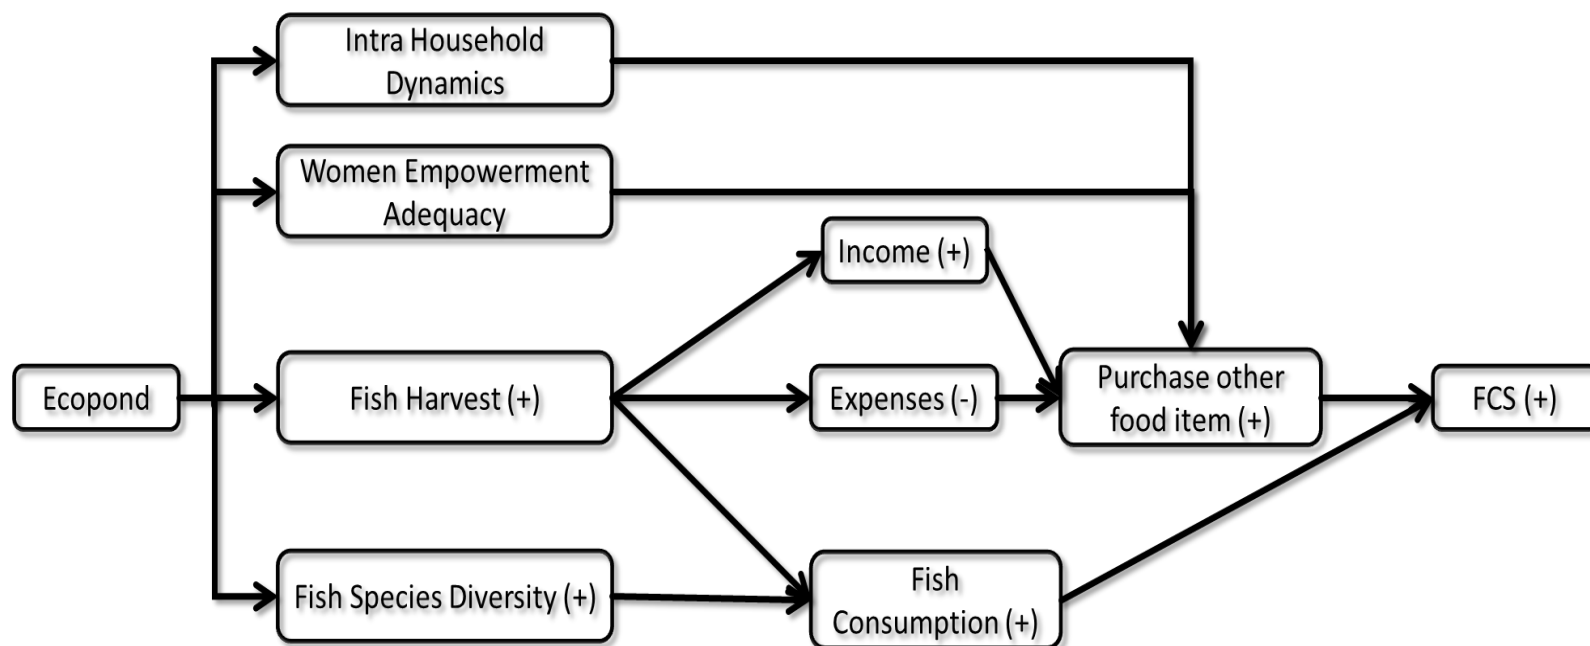 Intra Household
Dynamics
Women Empowerment
Adequacy
Income (+)
Ecopond
Fish Harvest (+)
Expenses (-)
Purchase other
food item (+)
FCS (+)
Fish Species Diversity (+)
Fish
Consumption (+)